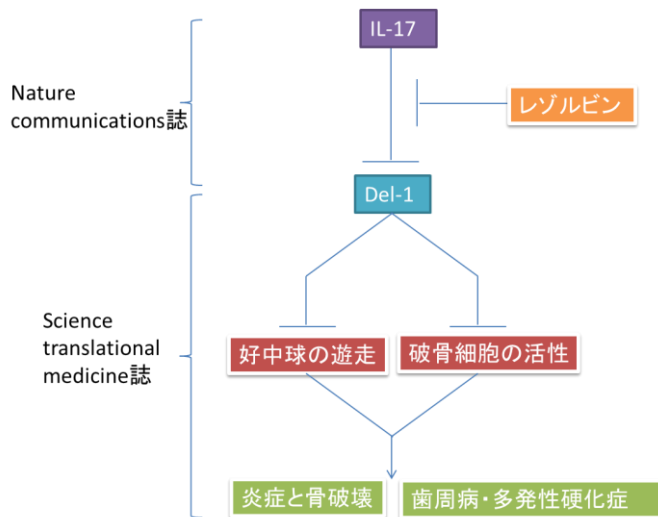 IL-17
Nature
communications誌
レゾルビン
Del-1
Science
translational
medicine誌
好中球の遊走
破骨細胞の活性
炎症と骨破壊
歯周病・多発性硬化症